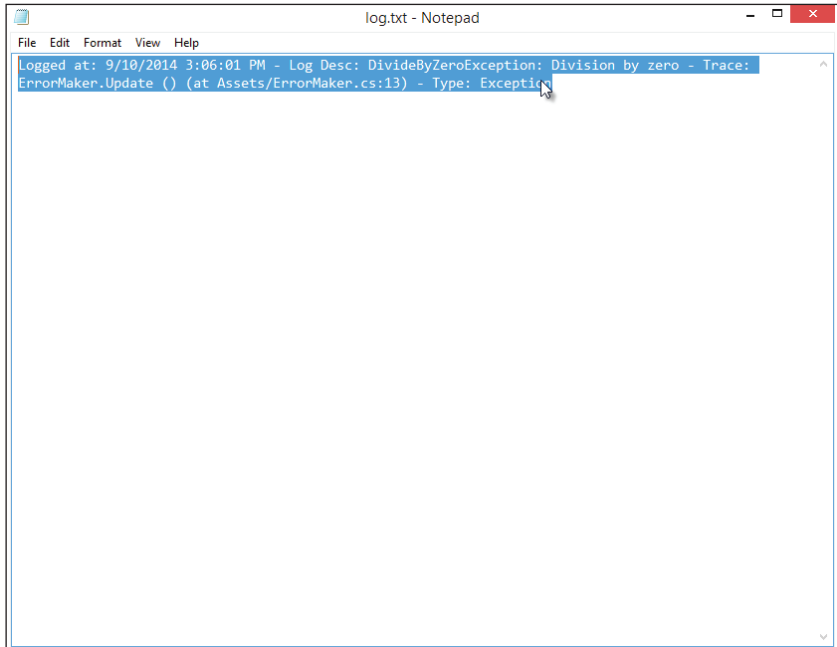 log.txt - Notepad
File Edit Format View Help
Logged at: 9/10/2014 3:06:01 PM - Log Desc: DivideByZeroException: Division by zero - Trace:
ErrorMaker.Update () (at Assets/ErrorMaker.cs:13) - Type: Exception